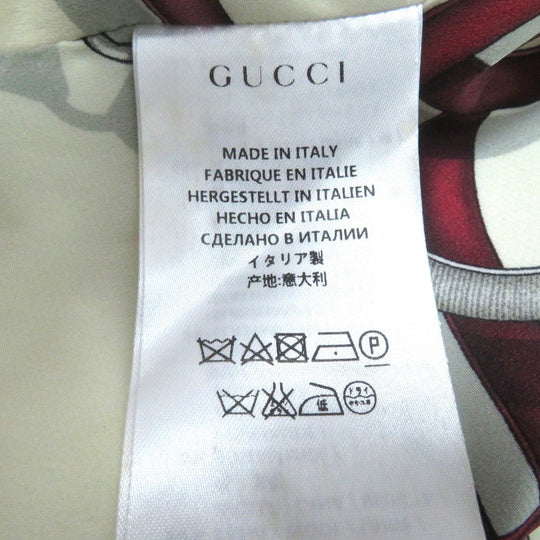 GUCCI
MADE IN ITALY
FABRIQUE EN ITALIE
HERGESTELLT IN ITALIEN
HECHO EN ITALIA
СДЕЛАНО В ИТАЛИИ
イタリア製
产地:意大利
P
低 ドライ